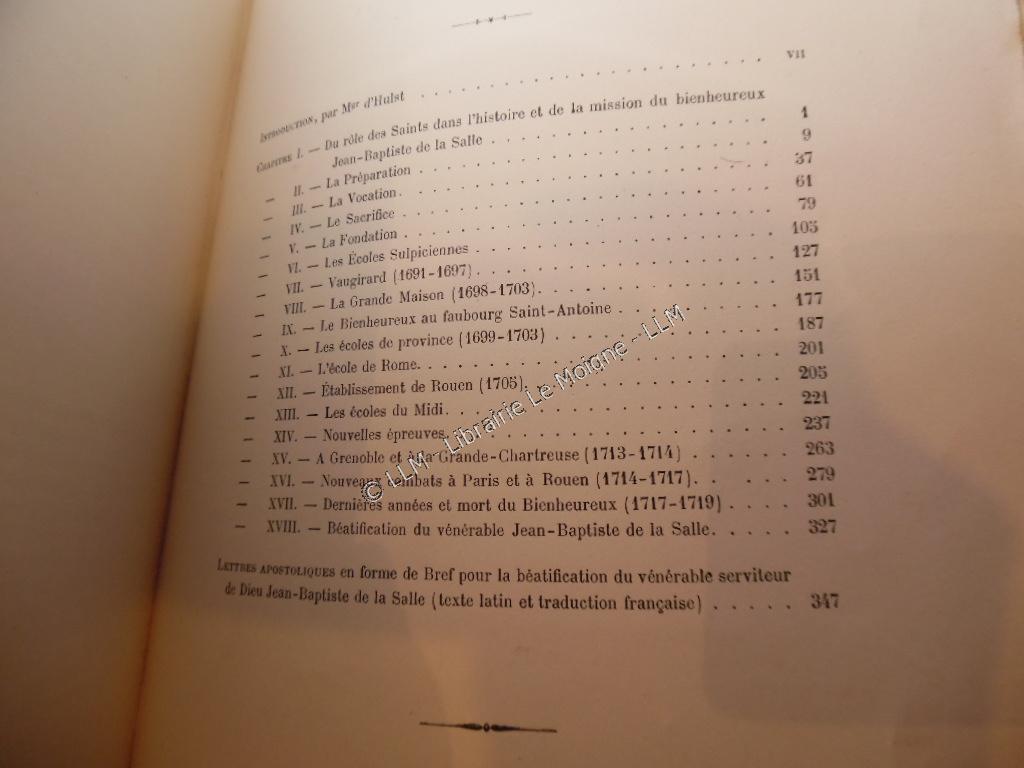 INTRODUCTION, par Mgr d'Hulst . . . . . . . . . . . . . . . . . . VII
CHAPITRE I. — Du rôle des Saints dans l'histoire et de la mission du bienheureux
Jean-Baptiste de la Salle . . . . . . . . . . . . . . . 1
— II. — La Préparation . . . . . . . . . . . . . . . . . . 9
— III. — La Vocation. . . . . . . . . . . . . . . . . . . 37
— IV. — Le Sacrifice . . . . . . . . . . . . . . . . . . 61
— V. — La Fondation . . . . . . . . . . . . . . . . . . 79
— VI. — Les Écoles Sulpiciennes . . . . . . . . . . . . . . 103
— VII. — Vaugirard (1691-1697) . . . . . . . . . . . . . . 127
— VIII. — La Grande Maison (1698-1703). . . . . . . . . . . 151
— IX. — Le Bienheureux au faubourg Saint-Antoine . . . . . . . 177
— X. — Les écoles de province (1699-1703) . . . . . . . . . . 187
— XI. — L'école de Rome. . . . . . . . . . . . . . . . . 201
— XII. — Établissement de Rouen (1705). . . . . . . . . . . 205
— XIII. — Les écoles du Midi . . . . . . . . . . . . . . . 221
— XIV. — Nouvelles épreuves. . . . . . . . . . . . . . . 237
— XV. — A Grenoble et à la Grande-Chartreuse (1713-1714) . . . . . . 263
— XVI. — Nouveaux combats à Paris et à Rouen (1714-1717). . . . . 279
— XVII. — Dernières années et mort du Bienheureux (1717-1719) . . . . 301
— XVIII. — Béatification du vénérable Jean-Baptiste de la Salle. . . . . 327
LETTRES APOSTOLIQUES en forme de Bref pour la béatification du vénérable serviteur
de Dieu Jean-Baptiste de la Salle (texte latin et traduction française) . . . . . 347
© LLM - Librairie Le Moigne - LLM